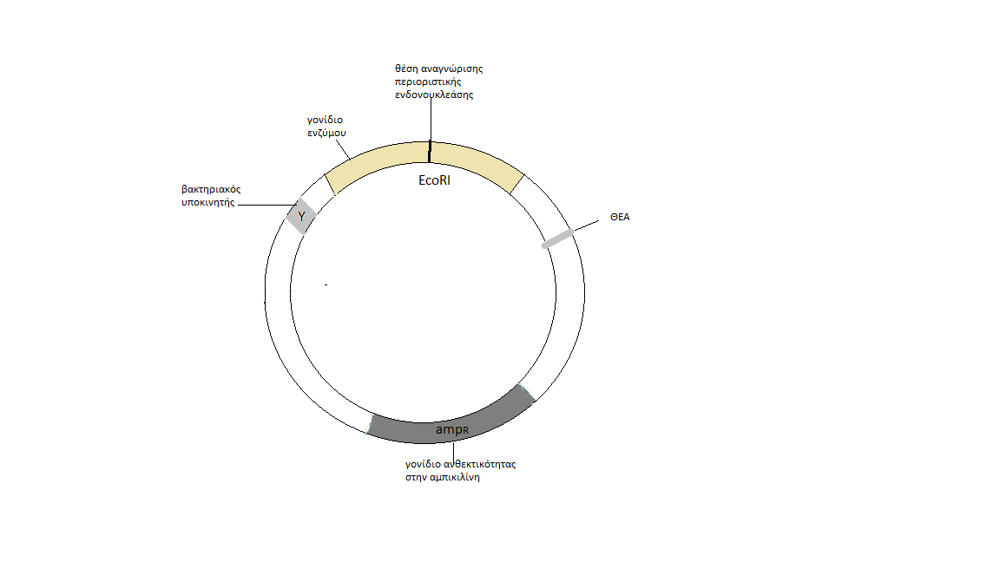 θέση αναγνώρισης
περιοριστικής
ενδονουκλεάσης
γονίδιο
ενζύμου
EcoRI
βακτηριακός
υποκινητής
Υ
ΘΕΑ
ampR
γονίδιο ανθεκτικότητας
στην αμπικιλίνη